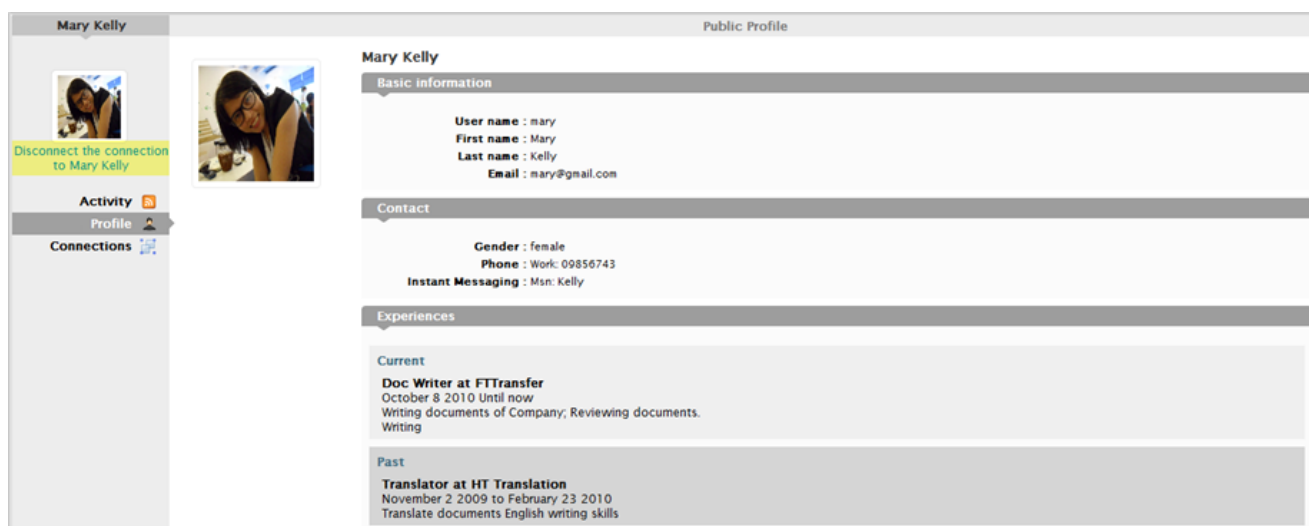 Mary Kelly
Public Profile
Disconnect the connection
to Mary Kelly
Activity
Profile
Connections
Mary Kelly
Basic information
User name : mary
First name : Mary
Last name : Kelly
Email : mary@gmail.com
Contact
Gender : female
Phone : Work: 09856743
Instant Messaging : Msn: Kelly
Experiences
Current
Doc Writer at FTTransfer
October 8 2010 Until now
Writing documents of Company; Reviewing documents.
Writing
Past
Translator at HT Translation
November 2 2009 to February 23 2010
Translate documents English writing skills